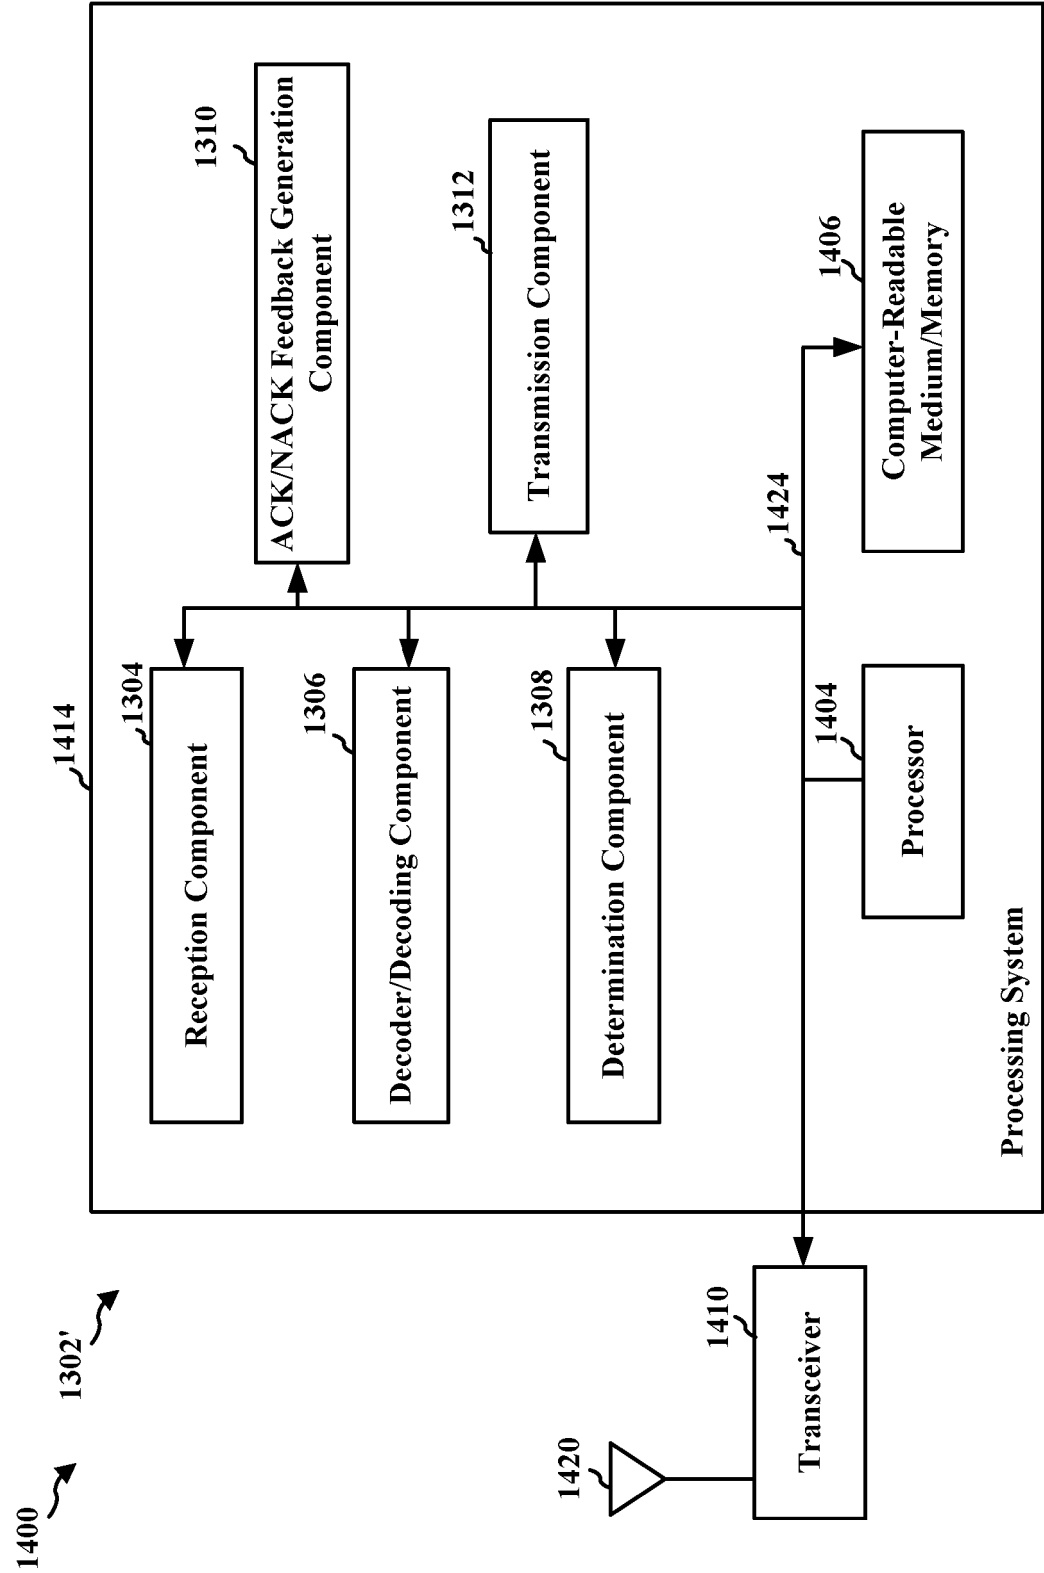 1400
1302'
1414
1304
Reception Component
1310
ACK/NACK Feedback Generation
Component
1306
Decoder/Decoding Component
1312
Transmission Component
1308
Determination Component
1420
1410
Transceiver
1424
1404
Processor
1406
Computer-Readable
Medium/Memory
Processing System